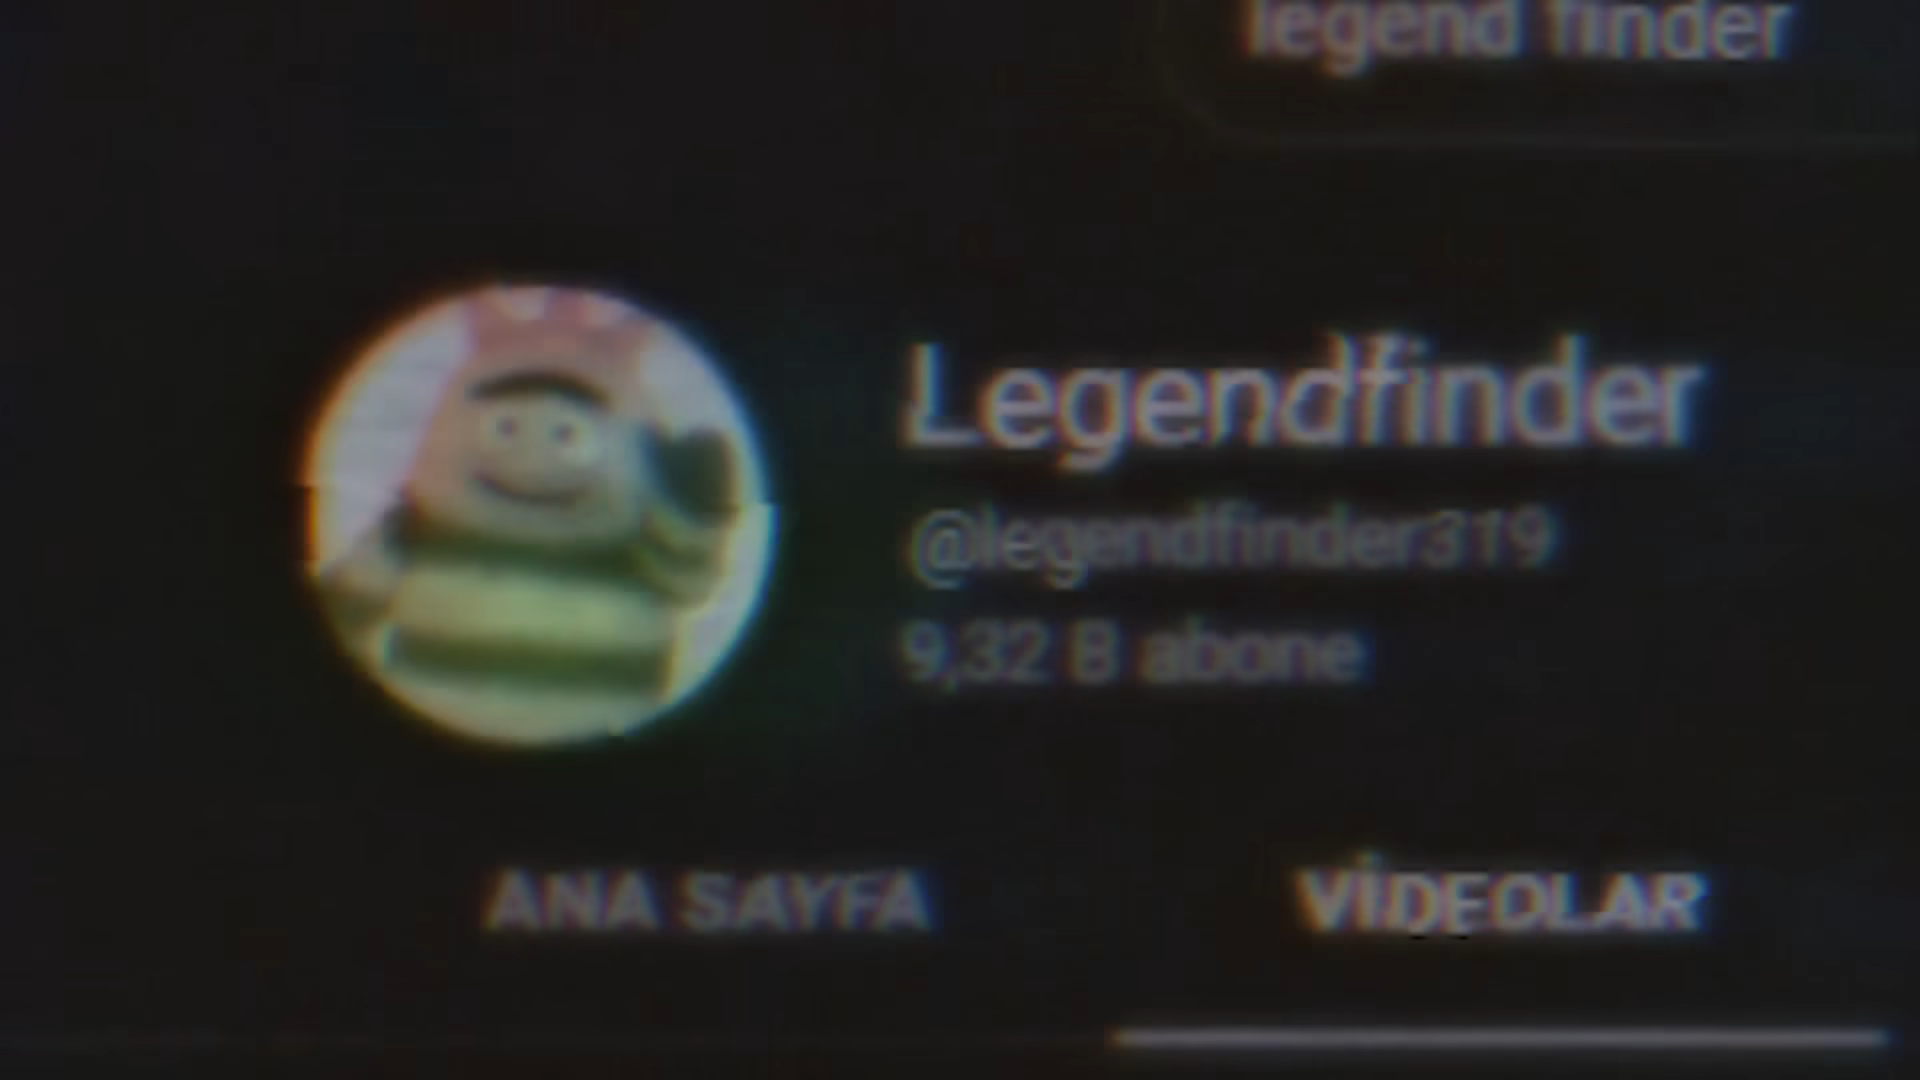 legend finder
Legendfinder
@legendfinder319
9,32 B abone
ANA SAYFA
VİDEOLAR